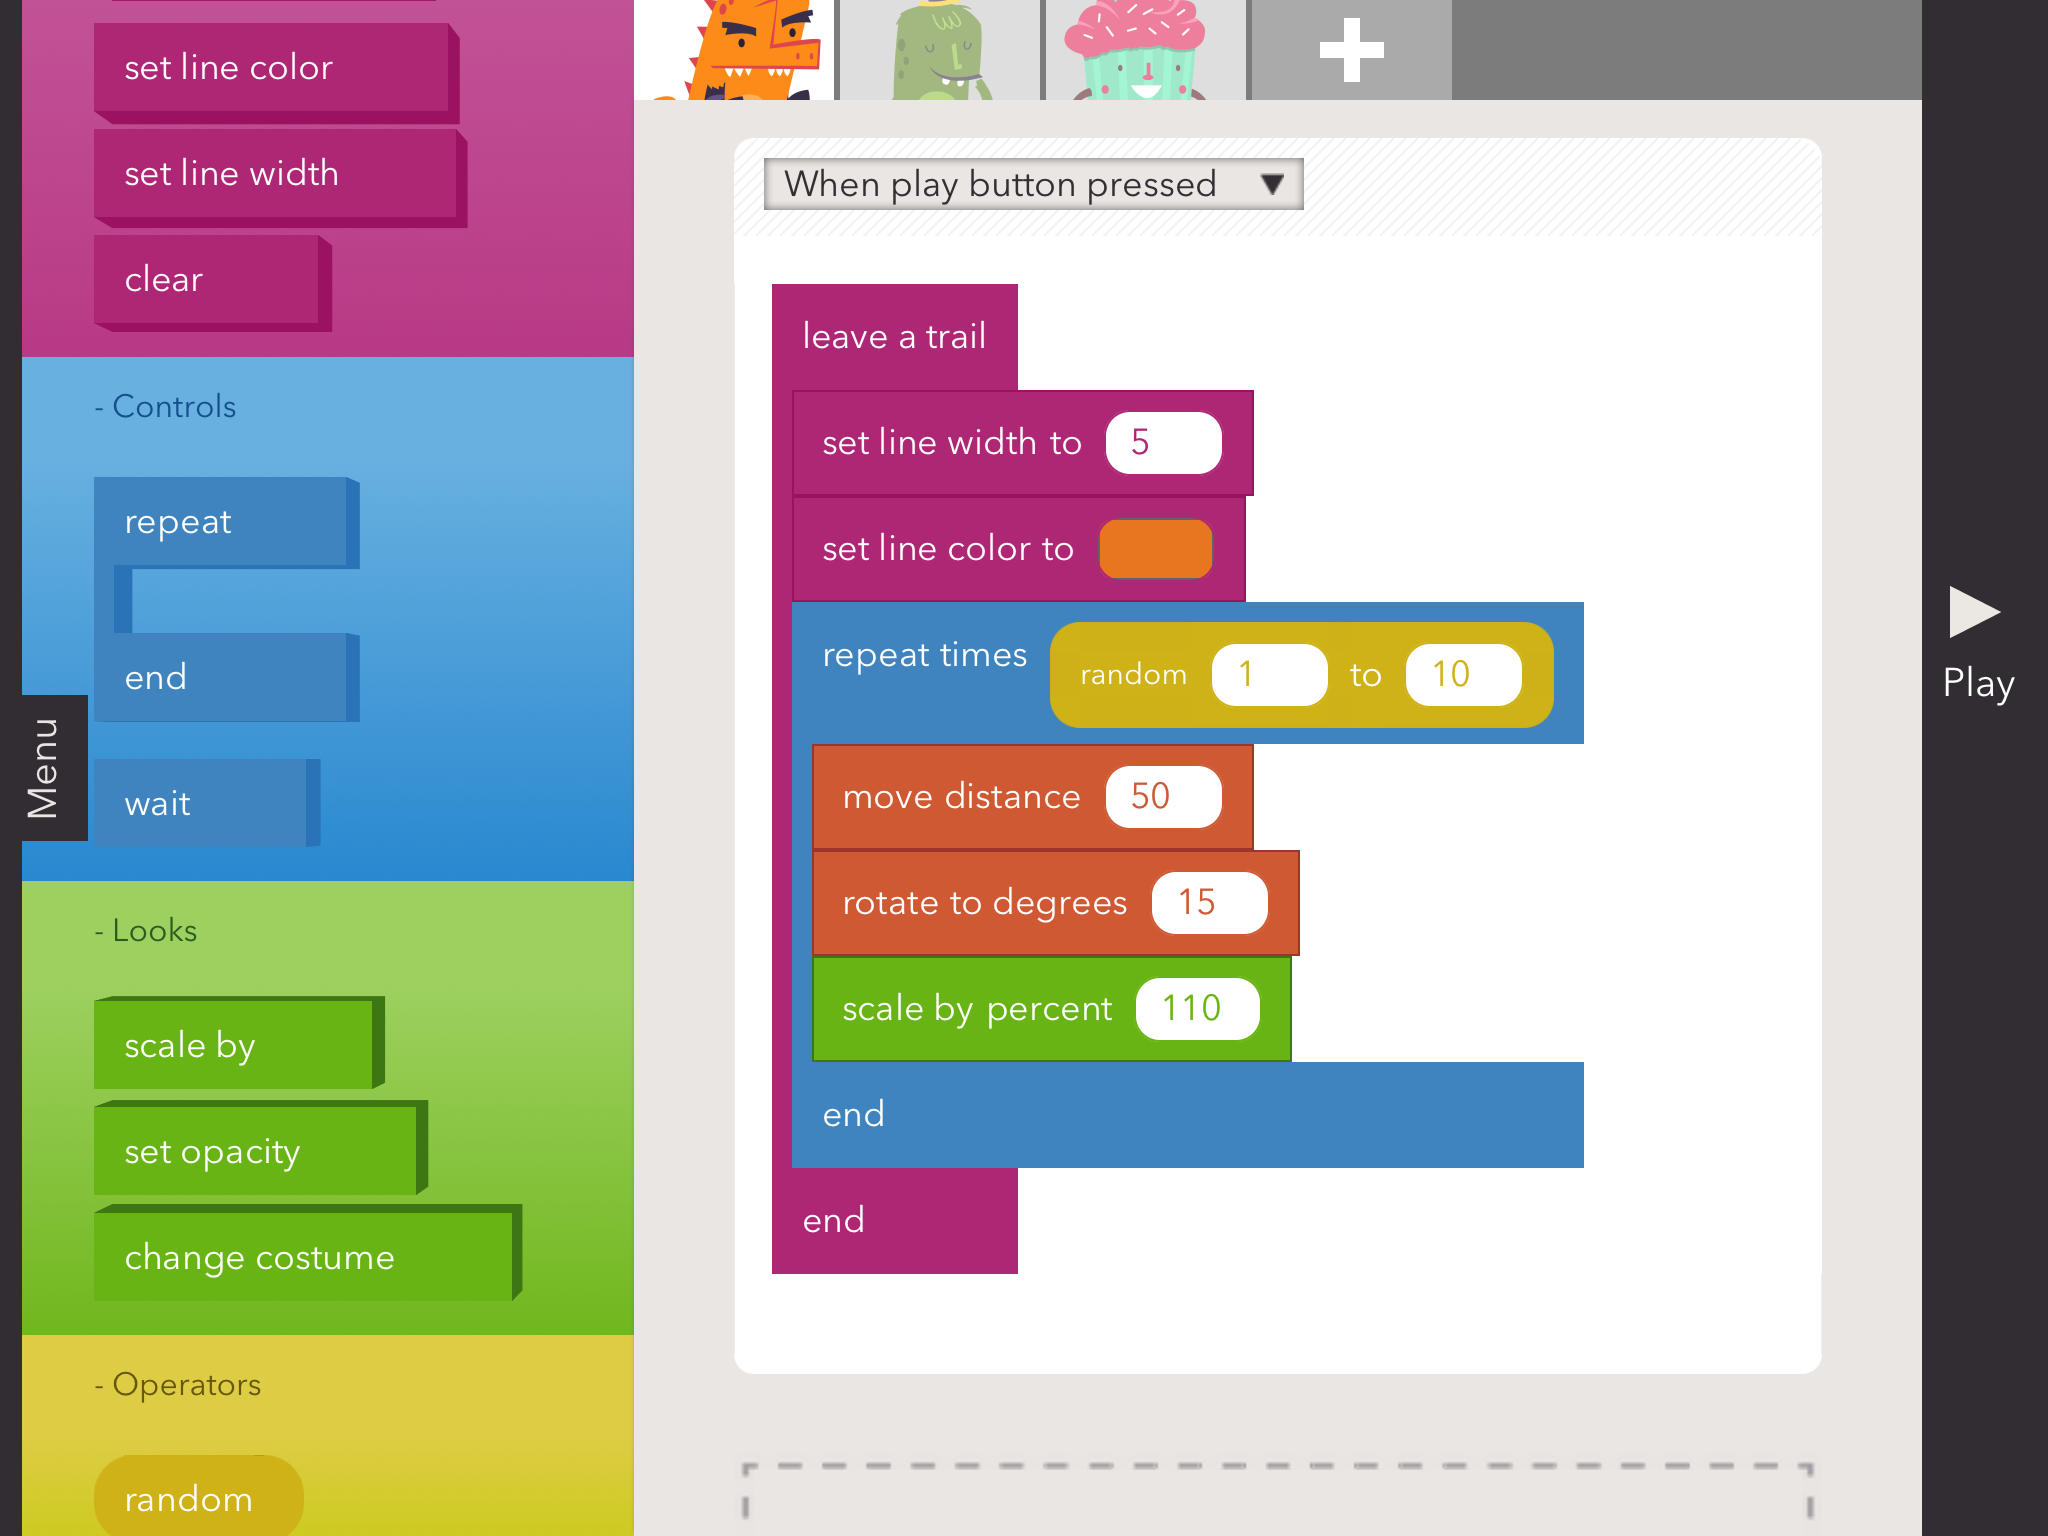 set line color
set line width
clear
- Controls
repeat
end
wait
- Looks
scale by
set opacity
change costume
- Operators
random
Menu
When play button pressed
leave a trail
set line width to 5
set line color to
repeat times random 1 to 10
move distance 50
rotate to degrees 15
scale by percent 110
end
end
Play